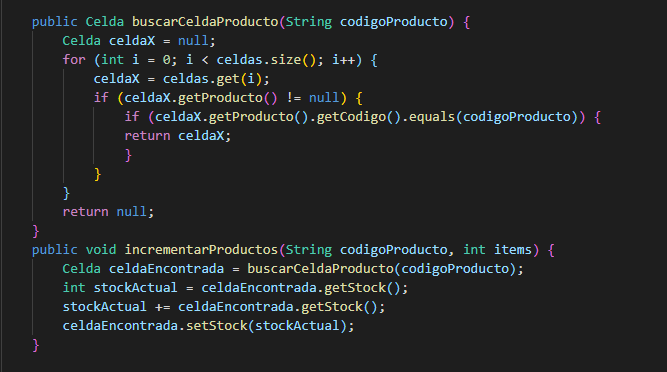 public Celda buscarCeldaProducto(String codigoProducto) {
    Celda celdaX = null;
    for (int i = 0; i < celdas.size(); i++) {
        celdaX = celdas.get(i);
        if (celdaX.getProducto() != null) {
            if (celdaX.getProducto().getCodigo().equals(codigoProducto)) {
            return celdaX;
            }
        }
    }
    return null;
}
public void incrementarProductos(String codigoProducto, int items) {
    Celda celdaEncontrada = buscarCeldaProducto(codigoProducto);
    int stockActual = celdaEncontrada.getStock();
    stockActual += celdaEncontrada.getStock();
    celdaEncontrada.setStock(stockActual);
}